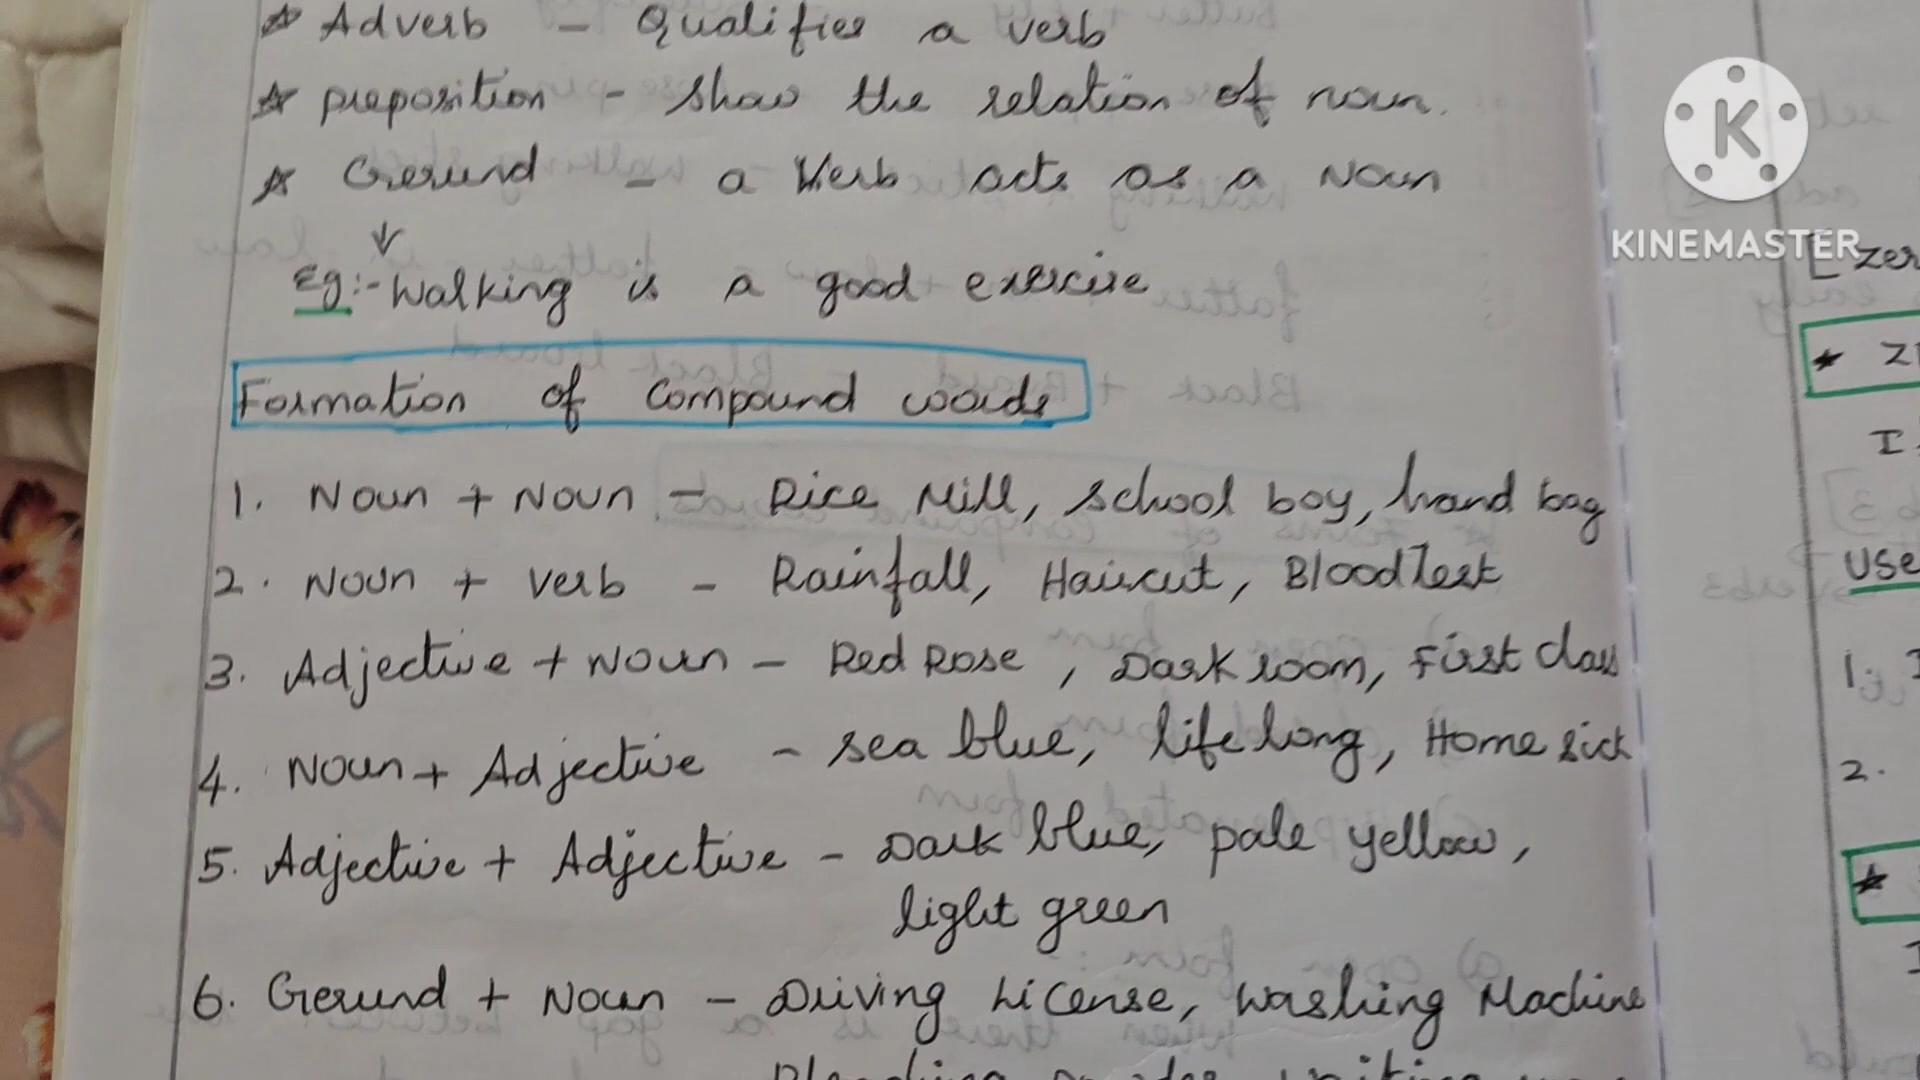 ☆ Adverb - Qualifies a verb
☆ preposition - show the relation of noun.
☆ Gerund - a Verb acts as a Noun
Eg:- Walking is a good exercise
Formation of Compound words
1. Noun + Noun - Rice Mill, school boy, hand bag
2. Noun + verb - Rainfall, Haircut, Blood Test
3. Adjective + Noun - Red Rose, Dark room, First class
4. Noun + Adjective - sea blue, life long, Home sick
5. Adjective + Adjective - Dark blue, pale yellow,
light green
6. Gerund + Noun - Driving License, Washing Machine
K
KINEMASTER
USE
1.
2.